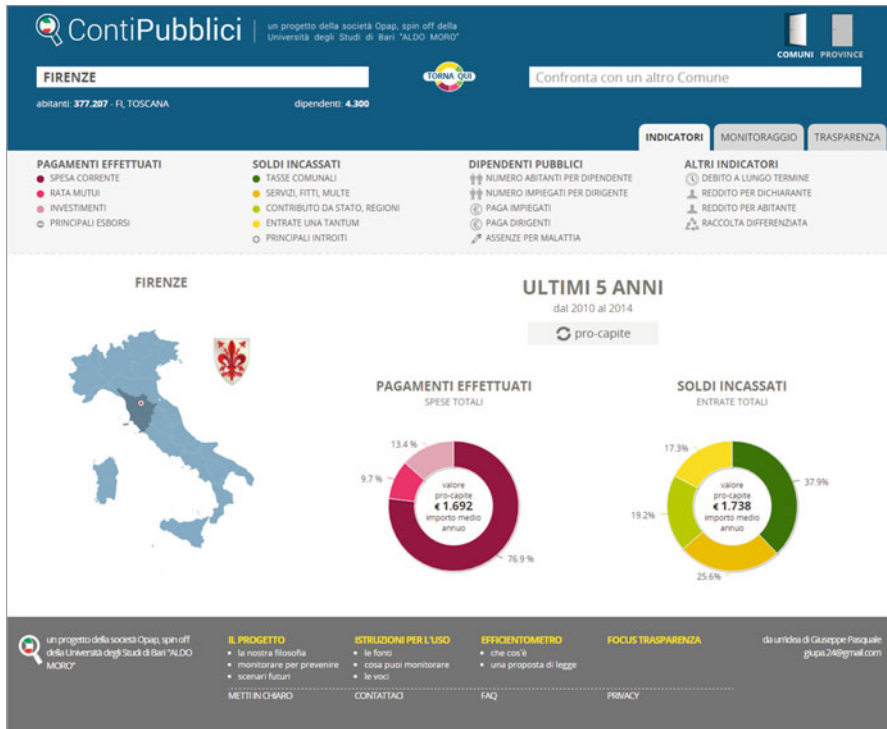 ContiPubblici
un progetto della società Opap, spin off della
Università degli Studi di Bari "ALDO MORO"
COMUNI PROVINCE
FIRENZE
TORNA QUI
Confronta con un altro Comune
abitanti: 377.207 - FI, TOSCANA
dipendenti: 4.300
INDICATORI MONITORAGGIO TRASPARENZA
PAGAMENTI EFFETTUATI
SPESA CORRENTE
RATA MUTUI
INVESTIMENTI
PRINCIPALI ESBORSI
SOLDI INCASSATI
TASSE COMUNALI
SERVIZI, FITTI, MULTE
CONTRIBUTO DA STATO, REGIONI
ENTRATE UNA TANTUM
PRINCIPALI INTROITI
DIPENDENTI PUBBLICI
NUMERO ABITANTI PER DIPENDENTE
NUMERO IMPIEGATI PER DIRIGENTE
PAGA IMPIEGATI
PAGA DIRIGENTI
ASSENZE PER MALATTIA
ALTRI INDICATORI
DEBITO A LUNGO TERMINE
REDDITO PER DICHIARANTE
REDDITO PER ABITANTE
RACCOLTA DIFFERENZIATA
FIRENZE
ULTIMI 5 ANNI
dal 2010 al 2014
pro-capite
PAGAMENTI EFFETTUATI
SPESE TOTALI
13.4 %
9.7 %
valore
pro-capite
€ 1.692
importo medio
annuo
76.9 %
SOLDI INCASSATI
ENTRATE TOTALI
17.3%
37.9%
valore
pro-capite
€ 1.738
importo medio
annuo
19.2%
25.6%
un progetto della società Opap, spin off
della Università degli Studi di Bari "ALDO
MORO"
IL PROGETTO
• la nostra filosofia
• monitorare per prevenire
• scenari futuri
METTI IN CHIARO
ISTRUZIONI PER L'USO
• le fonti
• cosa puoi monitorare
• le voci
CONTATTACI
EFFICIENTOMETRO
• che cos'è
• una proposta di legge
FAQ
FOCUS TRASPARENZA
PRIVACY
da un'idea di Giuseppe Pasquale
giupa.24@gmail.com